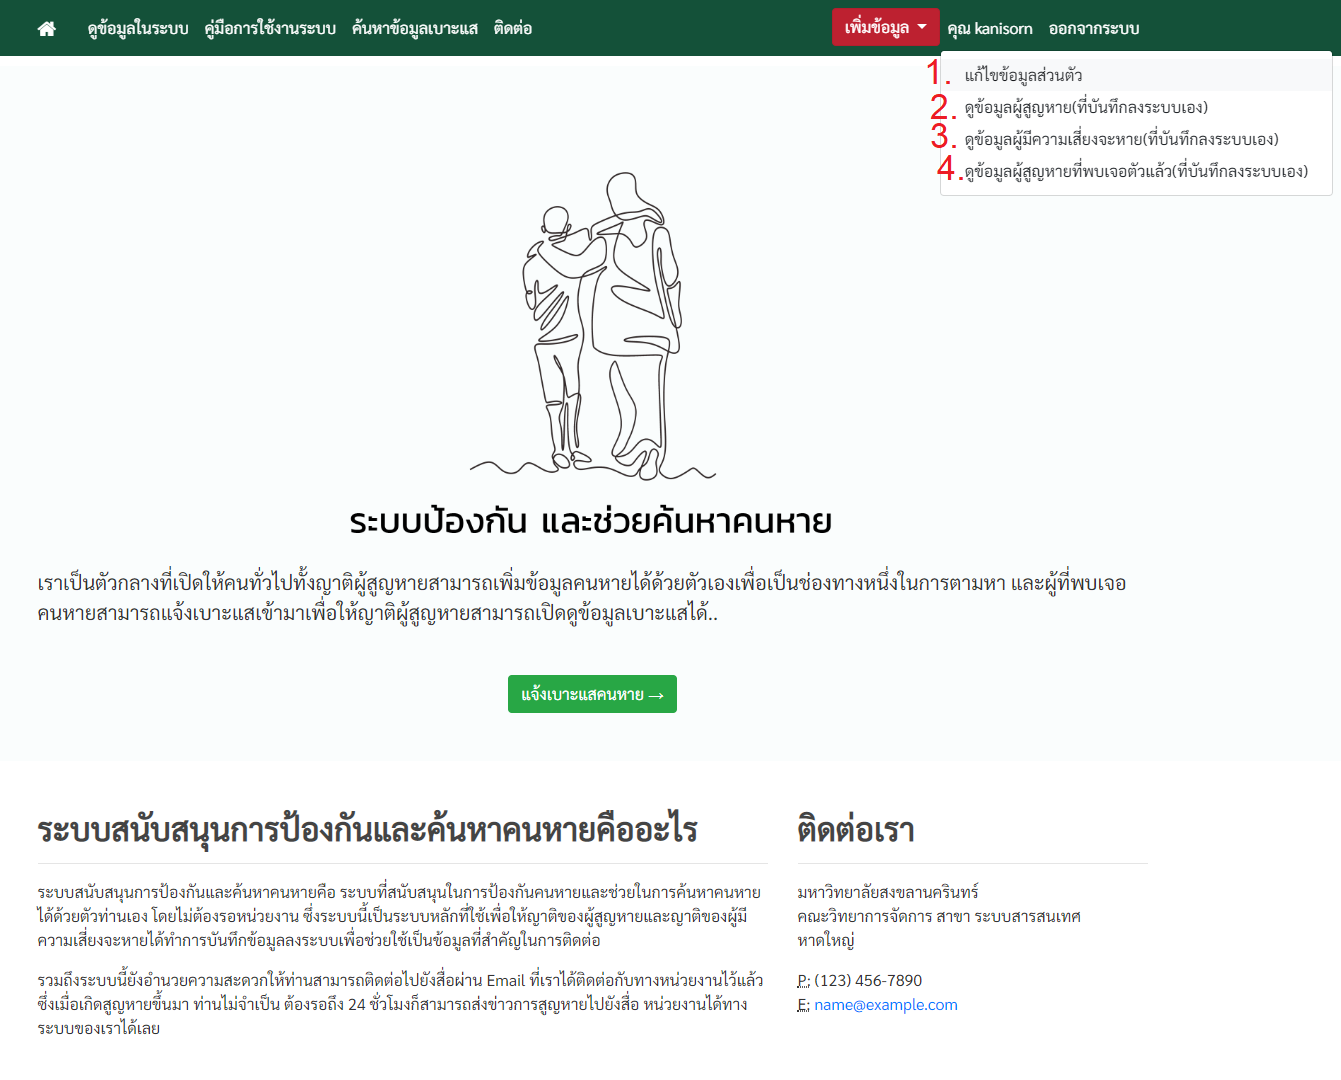 ดูข้อมูลในระบบ คู่มือการใช้งานระบบ ค้นหาข้อมูลเบาะแส ติดต่อ เพิ่มข้อมูล คุณ kanisorn ออกจากระบบ
1. แก้ไขข้อมูลส่วนตัว
2. ดูข้อมูลผู้สูญหาย(ที่บันทึกลงระบบเอง)
3. ดูข้อมูลผู้มีความเสี่ยงจะหาย(ที่บันทึกลงระบบเอง)
4. ดูข้อมูลผู้สูญหายที่พบเจอตัวแล้ว(ที่บันทึกลงระบบเอง)
ระบบป้องกัน และช่วยค้นหาคนหาย
เราเป็นตัวกลางที่เปิดให้คนทั่วไปทั้งญาติผู้สูญหายสามารถเพิ่มข้อมูลคนหายได้ด้วยตัวเองเพื่อเป็นช่องทางหนึ่งในการตามหา และผู้ที่พบเจอ
คนหายสามารถแจ้งเบาะแสเข้ามาเพื่อให้ญาติผู้สูญหายสามารถเปิดดูข้อมูลเบาะแสได้..
แจ้งเบาะแสคนหาย →
ระบบสนับสนุนการป้องกันและค้นหาคนหายคืออะไร
ระบบสนับสนุนการป้องกันและค้นหาคนหายคือ ระบบที่สนับสนุนในการป้องกันคนหายและช่วยในการค้นหาคนหาย
ได้ด้วยตัวท่านเอง โดยไม่ต้องรอหน่วยงาน ซึ่งระบบนี้เป็นระบบหลักที่ใช้เพื่อให้ญาติของผู้สูญหายและญาติของผู้มี
ความเสี่ยงจะหายได้ทำการบันทึกข้อมูลลงระบบเพื่อช่วยใช้เป็นข้อมูลที่สำคัญในการติดต่อ
รวมถึงระบบนี้ยังอำนวยความสะดวกให้ท่านสามารถติดต่อไปยังสื่อผ่าน Email ที่เราได้ติดต่อกับทางหน่วยงานไว้แล้ว
ซึ่งเมื่อเกิดสูญหายขึ้นมา ท่านไม่จำเป็น ต้องรอถึง 24 ชั่วโมงก็สามารถส่งข่าวการสูญหายไปยังสื่อ หน่วยงานได้ทาง
ระบบของเราได้เลย
ติดต่อเรา
มหาวิทยาลัยสงขลานครินทร์
คณะวิทยาการจัดการ สาขา ระบบสารสนเทศ
หาดใหญ่
P: (123) 456-7890
E: name@example.com